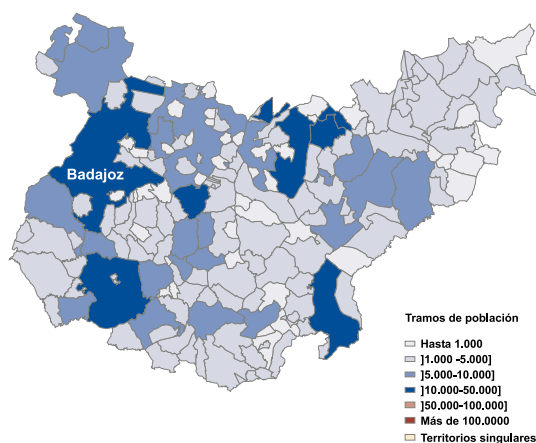 Badajoz
Tramos de población
Hasta 1.000
]1.000 -5.000]
]5.000-10.000]
]10.000-50.000]
]50.000-100.000]
Más de 100.0000
Territorios singulares